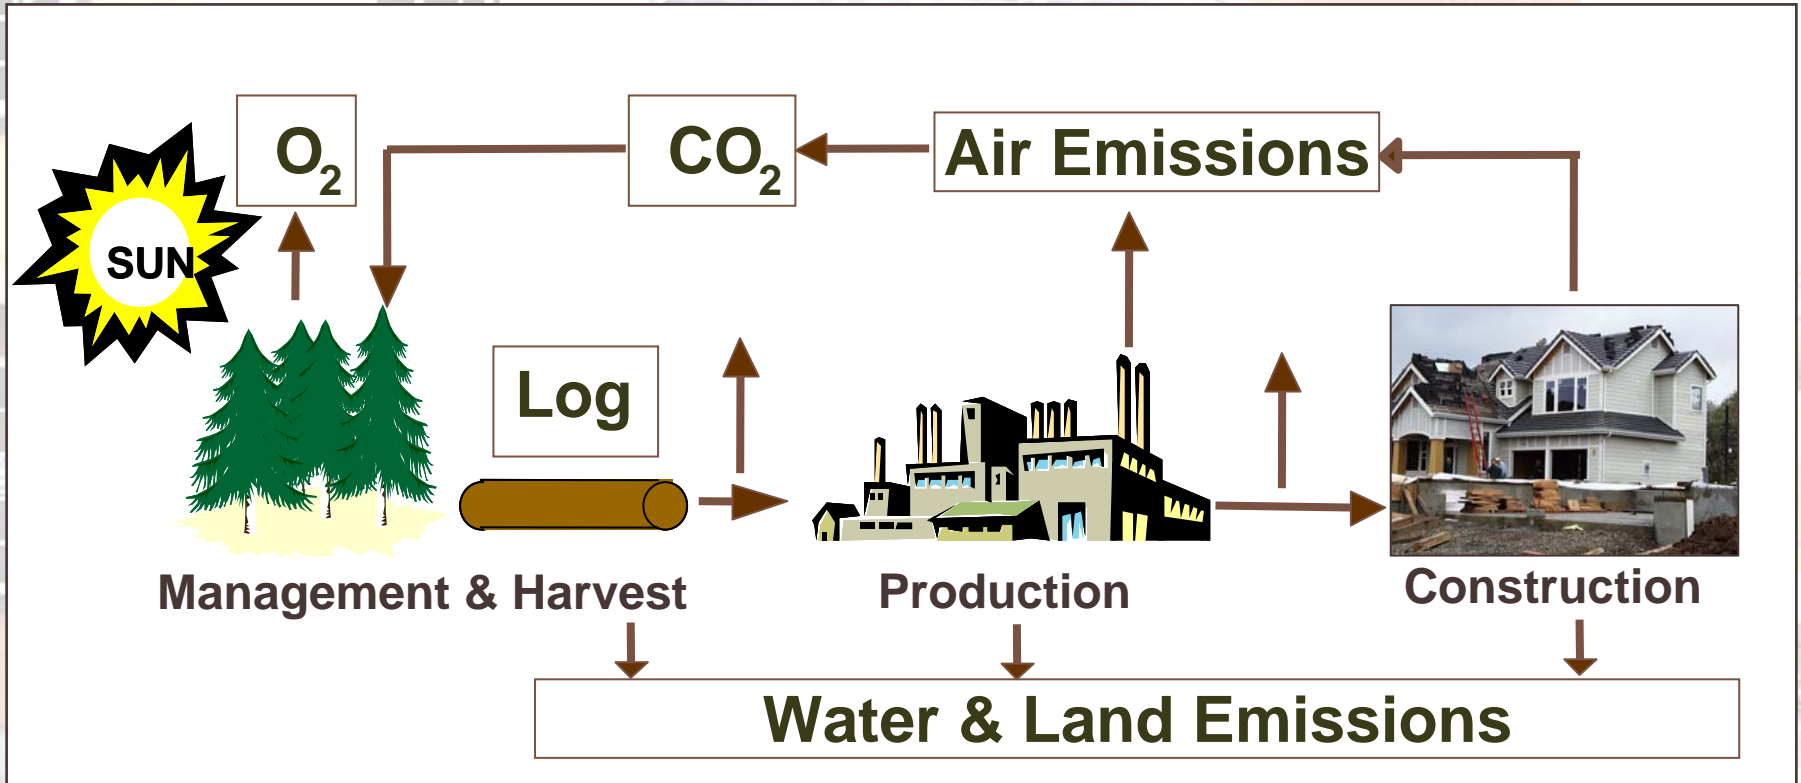 O2
CO2
Air Emissions
SUN
Log
Management & Harvest
Production
Construction
Water & Land Emissions